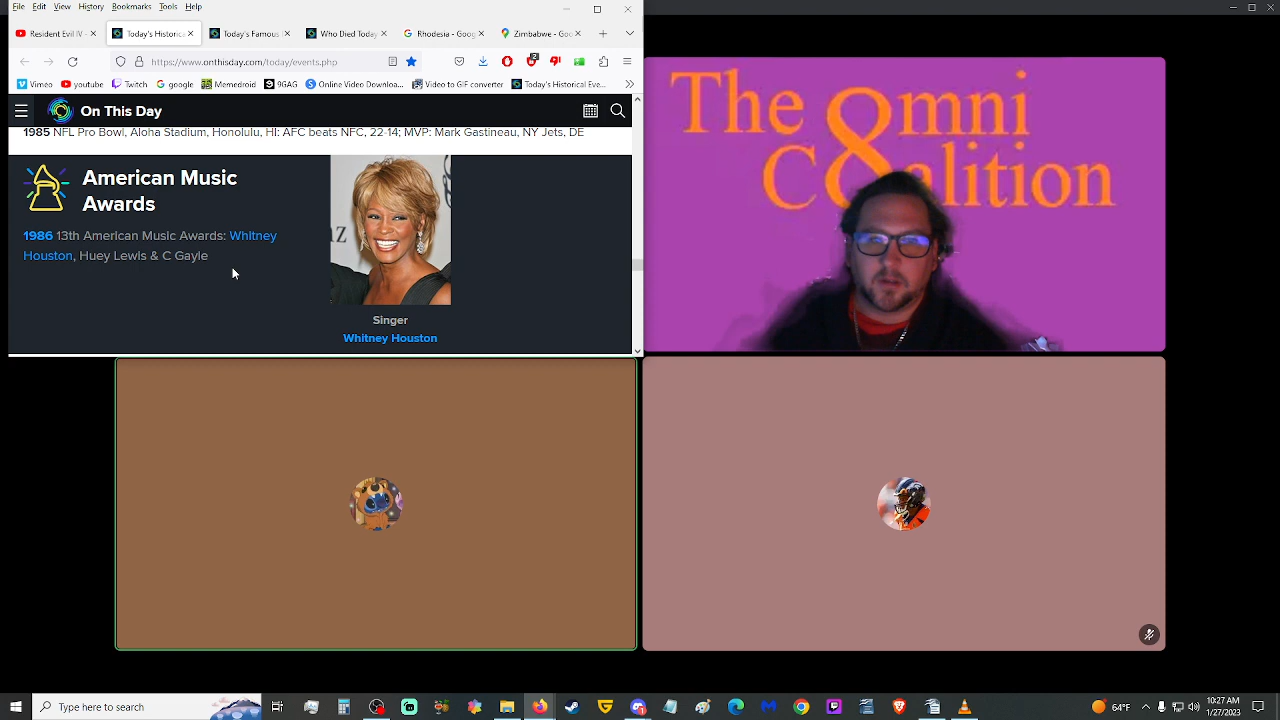 File Edit View History Bookmarks Tools Help
Resident Evil IV –
Today's Historica
Today's Famous
Who Died Today
Rhodesia - Goog
Zimbabwe - Goo
https://www.onthisday.com/today/events.php
Vimeo
youtube
Twitch
google
Memedroid
9GAG
Online Video Downloa...
Video to GIF converter
Today's Historical Eve...
On This Day
1985 NFL Pro Bowl, Aloha Stadium, Honolulu, HI: AFC beats NFC, 22-14; MVP: Mark Gastineau, NY Jets, DE
American Music
Awards
1986 13th American Music Awards: Whitney
Houston, Huey Lewis & C Gayle
Singer
Whitney Houston
The Omni
Coalition
Type here to search
64°F
10:27 AM
1/27/2023